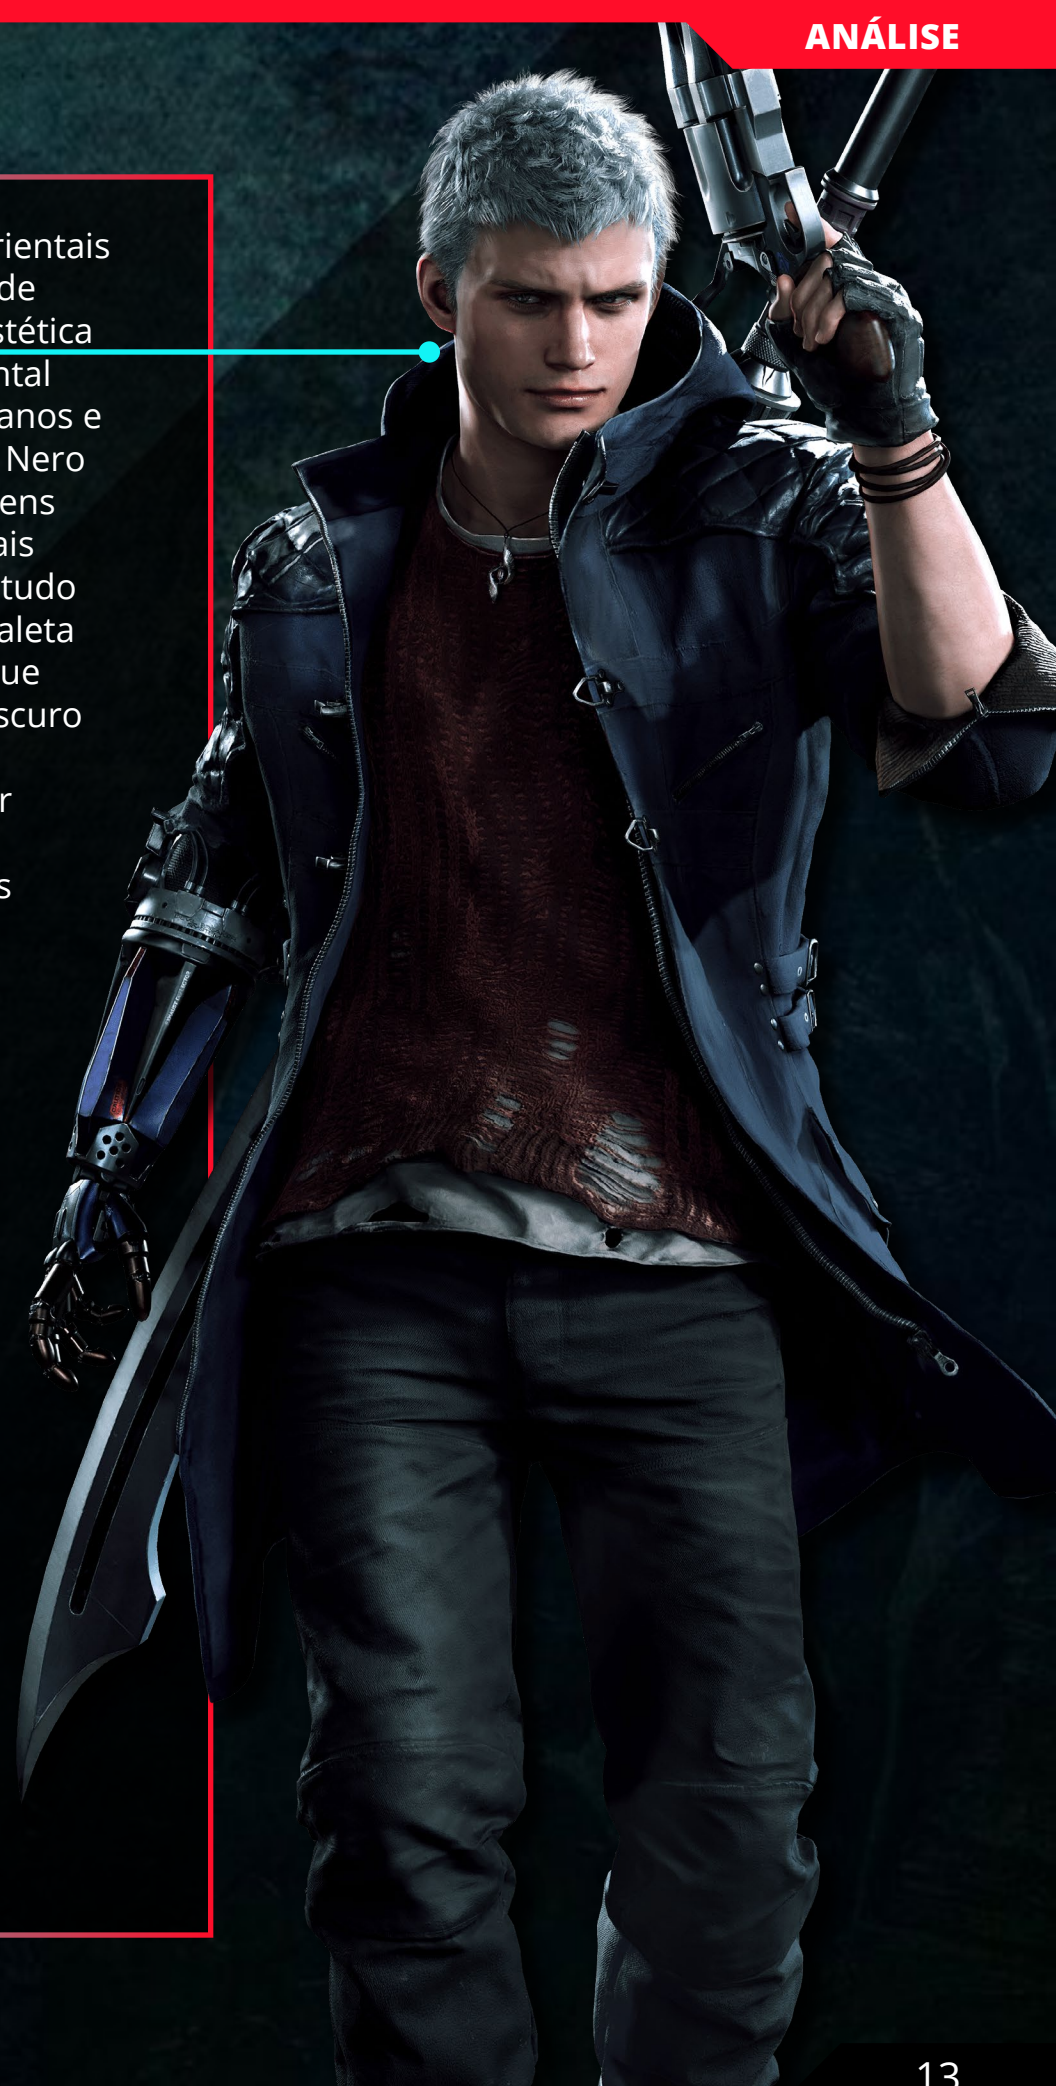 ANÁLISE
rientais
de
stética
ntal
anos e
Nero
ens
ais
tudo
aleta
ue
scuro
r
s
13